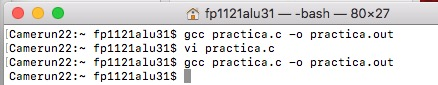 fp1121alu31 — -bash — 80×27
[Camerun22:~ fp1121alu31$ gcc practica.c -o practica.out
[Camerun22:~ fp1121alu31$ vi practica.c
[Camerun22:~ fp1121alu31$ gcc practica.c -o practica.out
Camerun22:~ fp1121alu31$